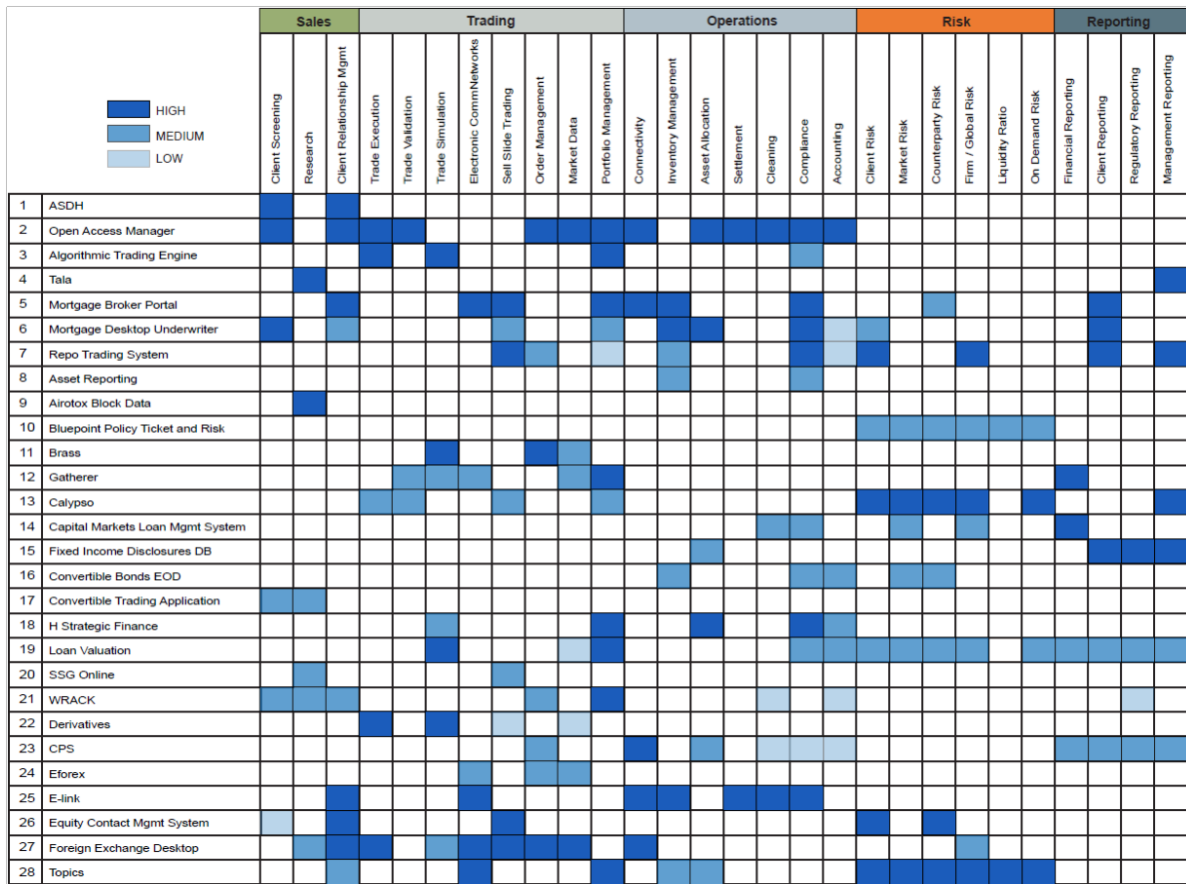 Sales Trading Operations Risk Reporting
HIGH
MEDIUM
LOW
Client Screening
Research
Client Relationship Mgmt
Trade Execution
Trade Validation
Trade Simulation
Electronic CommNetworks
Sell Slide Trading
Order Management
Market Data
Portfolio Management
Connectivity
Inventory Management
Asset Allocation
Settlement
Cleaning
Compliance
Accounting
Client Risk
Market Risk
Counterparty Risk
Firm / Global Risk
Liquidity Ratio
On Demand Risk
Financial Reporting
Client Reporting
Regulatory Reporting
Management Reporting
1 ASDH
2 Open Access Manager
3 Algorithmic Trading Engine
4 Tala
5 Mortgage Broker Portal
6 Mortgage Desktop Underwriter
7 Repo Trading System
8 Asset Reporting
9 Airotox Block Data
10 Bluepoint Policy Ticket and Risk
11 Brass
12 Gatherer
13 Calypso
14 Capital Markets Loan Mgmt System
15 Fixed Income Disclosures DB
16 Convertible Bonds EOD
17 Convertible Trading Application
18 H Strategic Finance
19 Loan Valuation
20 SSG Online
21 WRACK
22 Derivatives
23 CPS
24 Eforex
25 E-link
26 Equity Contact Mgmt System
27 Foreign Exchange Desktop
28 Topics